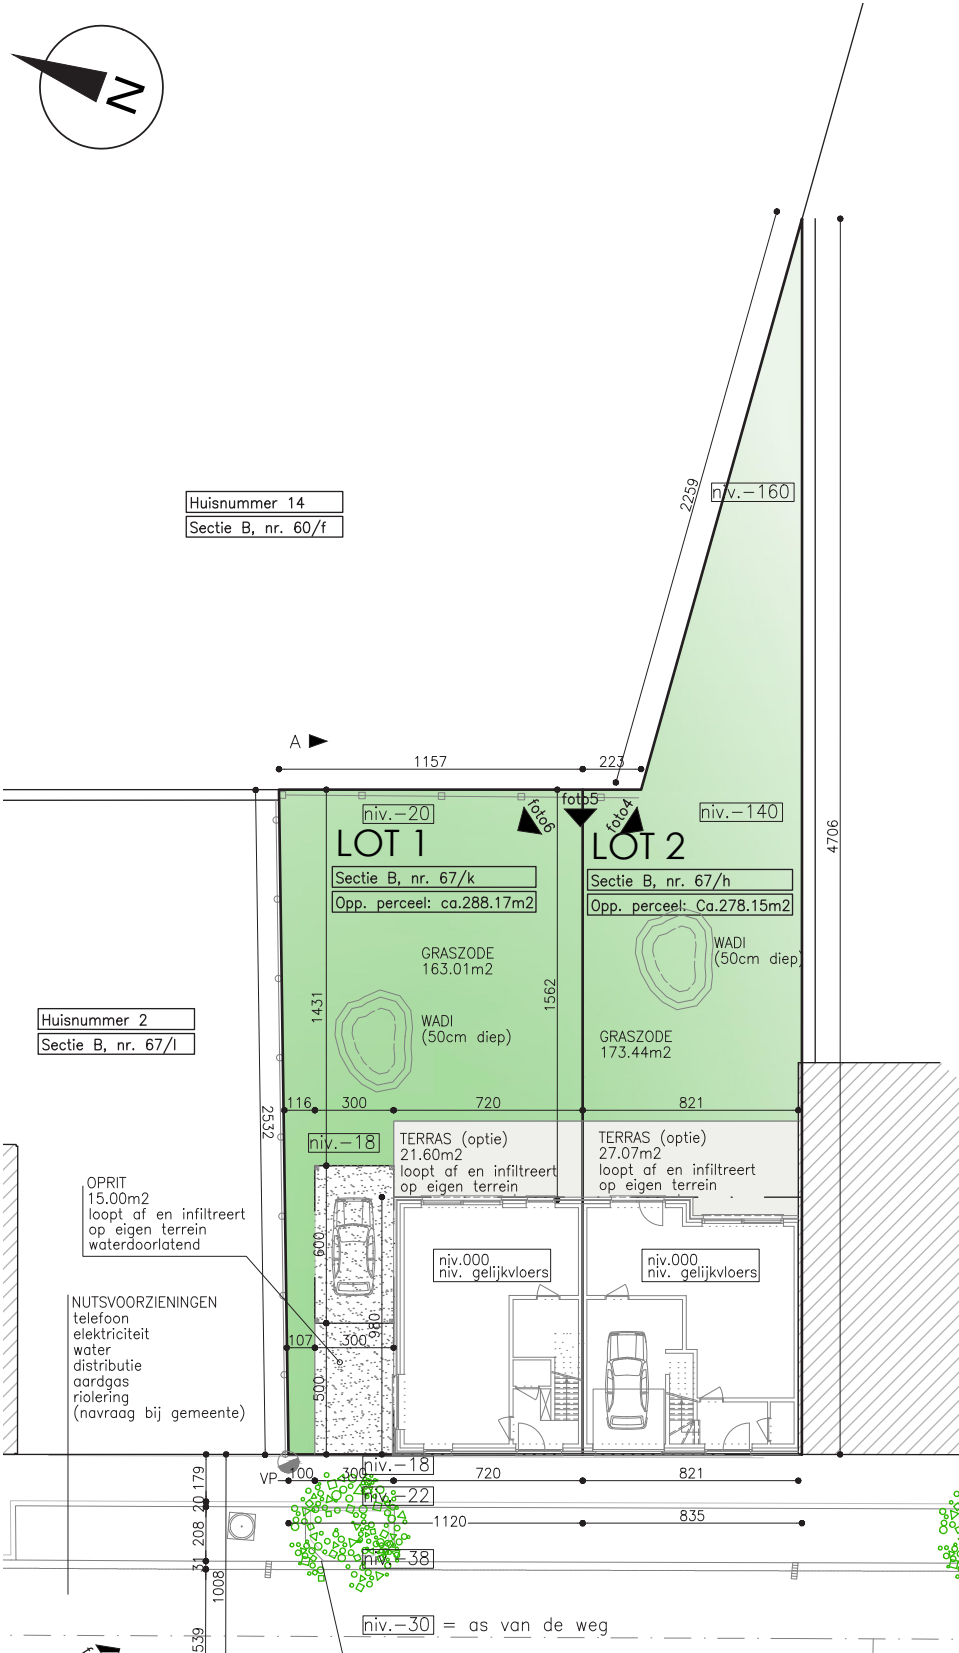 N
Huisnummer 14
Sectie B, nr. 60/f
2259
niv.-160
A
1157
223
4706
niv.-20
foto6
foto5
foto4
niv.-140
LOT 1
Sectie B, nr. 67/k
Opp. perceel: ca.288.17m2
LOT 2
Sectie B, nr. 67/h
Opp. perceel: Ca.278.15m2
GRASZODE
163.01m2
WADI
(50cm diep)
1431
1562
WADI
(50cm diep)
GRASZODE
173.44m2
Huisnummer 2
Sectie B, nr. 67/l
2532
116
300
720
821
niv.-18
TERRAS (optie)
21.60m2
loopt af en infiltreert
op eigen terrein
TERRAS (optie)
27.07m2
loopt af en infiltreert
op eigen terrein
OPRIT
15.00m2
loopt af en infiltreert
op eigen terrein
waterdoorlatend
600
niv.000
niv. gelijkvloers
niv.000
niv. gelijkvloers
NUTSVOORZIENINGEN
telefoon
elektriciteit
water
distributie
aardgas
riolering
(navraag bij gemeente)
107
300
980
500
VP
niv.-18
100
300
720
821
179
20
niv.-22
1120
835
208
31
niv.-38
1008
539
niv.-30 = as van de weg